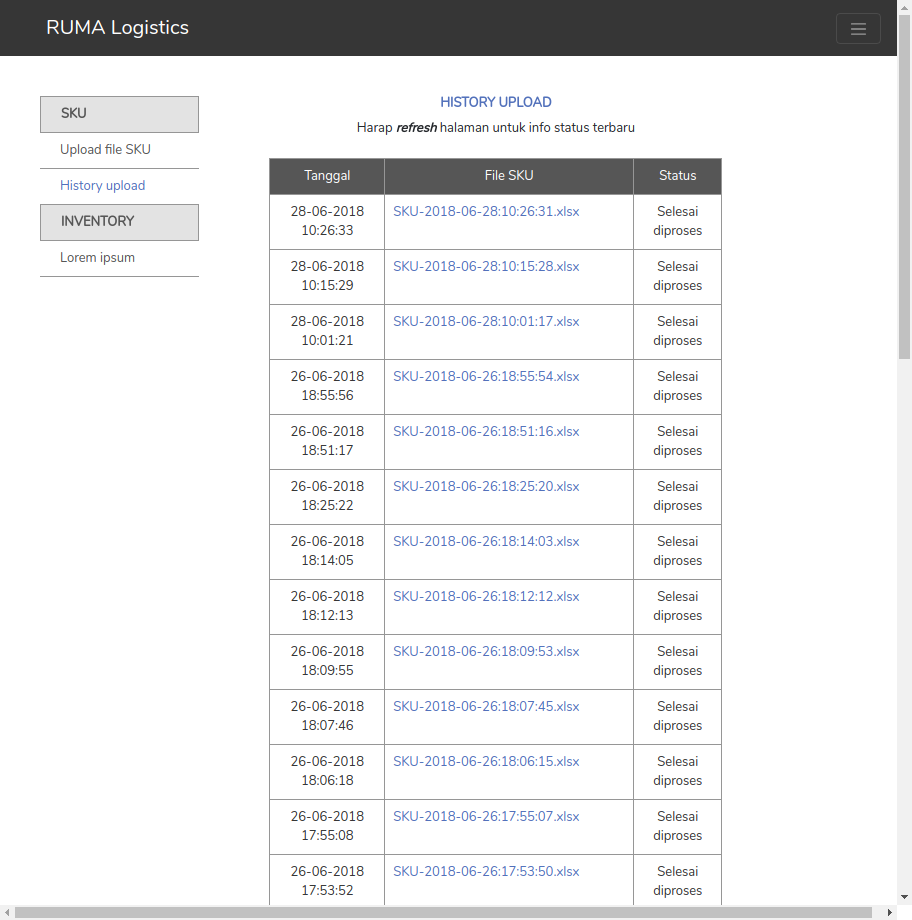 RUMA Logistics
SKU
Upload file SKU
History upload
INVENTORY
Lorem ipsum
HISTORY UPLOAD
Harap refresh halaman untuk info status terbaru
Tanggal File SKU Status
28-06-2018 SKU-2018-06-28:10:26:31.xlsx Selesai
10:26:33 diproses
28-06-2018 SKU-2018-06-28:10:15:28.xlsx Selesai
10:15:29 diproses
28-06-2018 SKU-2018-06-28:10:01:17.xlsx Selesai
10:01:21 diproses
26-06-2018 SKU-2018-06-26:18:55:54.xlsx Selesai
18:55:56 diproses
26-06-2018 SKU-2018-06-26:18:51:16.xlsx Selesai
18:51:17 diproses
26-06-2018 SKU-2018-06-26:18:25:20.xlsx Selesai
18:25:22 diproses
26-06-2018 SKU-2018-06-26:18:14:03.xlsx Selesai
18:14:05 diproses
26-06-2018 SKU-2018-06-26:18:12:12.xlsx Selesai
18:12:13 diproses
26-06-2018 SKU-2018-06-26:18:09:53.xlsx Selesai
18:09:55 diproses
26-06-2018 SKU-2018-06-26:18:07:45.xlsx Selesai
18:07:46 diproses
26-06-2018 SKU-2018-06-26:18:06:15.xlsx Selesai
18:06:18 diproses
26-06-2018 SKU-2018-06-26:17:55:07.xlsx Selesai
17:55:08 diproses
26-06-2018 SKU-2018-06-26:17:53:50.xlsx Selesai
17:53:52 diproses